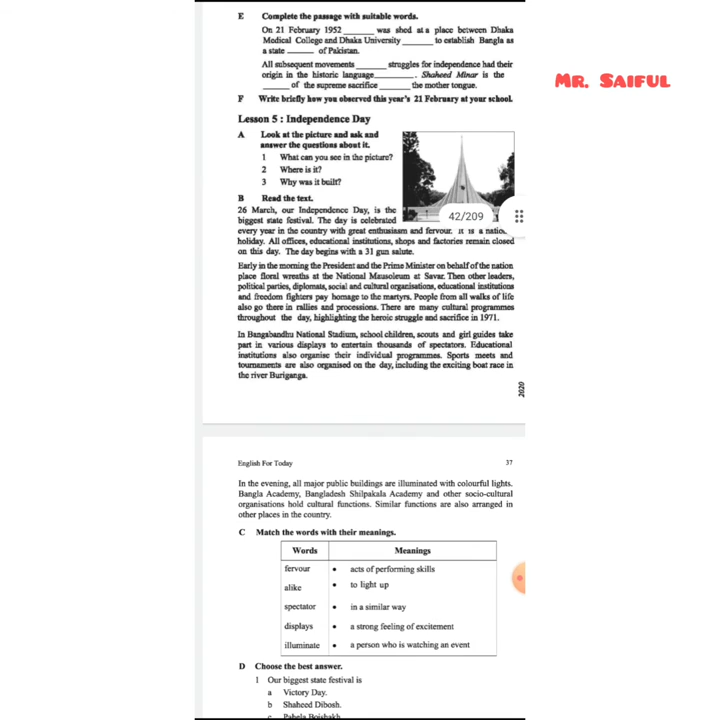 E Complete the passage with suitable words.
On 21 February 1952 ______ was shed at a place between Dhaka
Medical College and Dhaka University ______ to establish Bangla as
a state ______ of Pakistan.
All subsequent movements ______ struggles for independence had their
origin in the historic language ______. Shaheed Minar is the
______ of the supreme sacrifice ______ the mother tongue.
F Write briefly how you observed this year's 21 February at your school.
MR. SAIFUL
Lesson 5 : Independence Day
A Look at the picture and ask and
answer the questions about it.
1 What can you see in the picture?
2 Where is it?
3 Why was it built?
42/209
B Read the text.
26 March, our Independence Day, is the
biggest state festival. The day is celebrated
every year in the country with great enthusiasm and fervour. It is a natio
holiday. All offices, educational institutions, shops and factories remain closed
on this day. The day begins with a 31 gun salute.
Early in the morning the President and the Prime Minister on behalf of the nation
place floral wreaths at the National Mausoleum at Savar. Then other leaders,
political parties, diplomats, social and cultural organisations, educational institutions
and freedom fighters pay homage to the martyrs. People from all walks of life
also go there in rallies and processions. There are many cultural programmes
throughout the day, highlighting the heroic struggle and sacrifice in 1971.
In Bangabandhu National Stadium, school children, scouts and girl guides take
part in various displays to entertain thousands of spectators. Educational
institutions also organise their individual programmes. Sports meets and
tournaments are also organised on the day, including the exciting boat race in
the river Buriganga.
2020
English For Today 37
In the evening, all major public buildings are illuminated with colourful lights.
Bangla Academy, Bangladesh Shilpakala Academy and other socio-cultural
organisations hold cultural functions. Similar functions are also arranged in
other places in the country.
C Match the words with their meanings.
Words Meanings
fervour • acts of performing skills
alike • to light up
spectator • in a similar way
displays • a strong feeling of excitement
illuminate • a person who is watching an event
D Choose the best answer.
1 Our biggest state festival is
a Victory Day.
b Shaheed Dibosh.
c Pahela Boishakh.